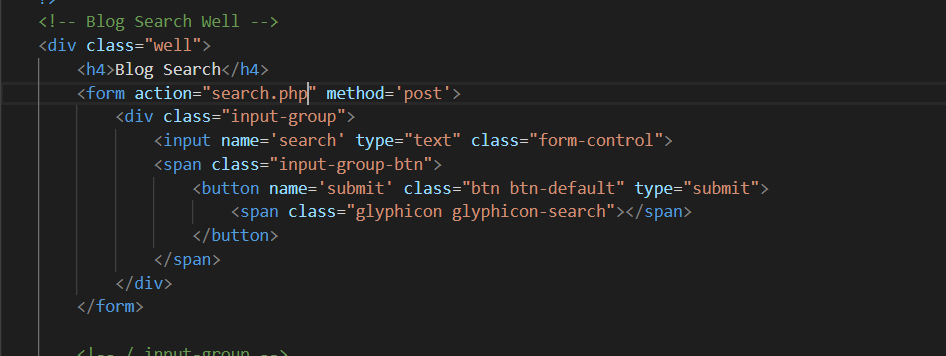 ?>
<!-- Blog Search Well -->
<div class="well">
<h4>Blog Search</h4>
<form action="search.php" method='post'>
<div class="input-group">
<input name='search' type="text" class="form-control">
<span class="input-group-btn">
<button name='submit' class="btn btn-default" type="submit">
<span class="glyphicon glyphicon-search"></span>
</button>
</span>
</div>
</form>
<!-- / input-group -->